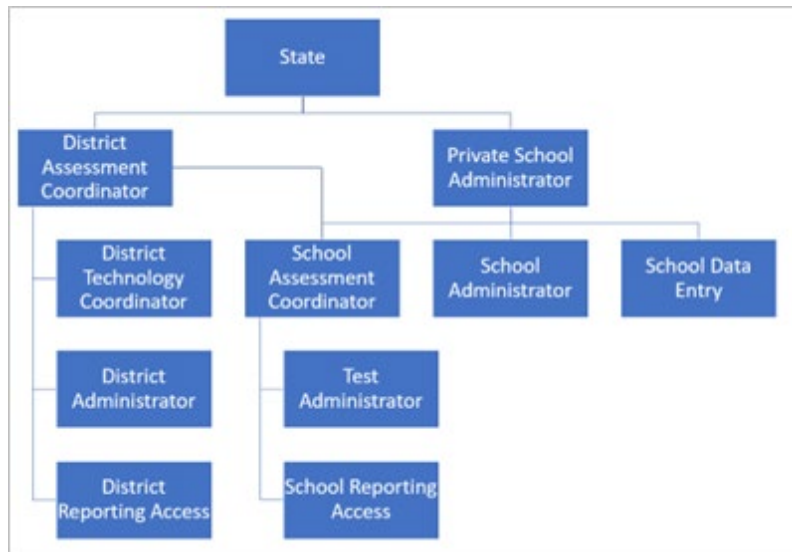 State
District
Assessment
Coordinator
Private School
Administrator
District
Technology
Coordinator
School
Assessment
Coordinator
School
Administrator
School Data
Entry
District
Administrator
Test
Administrator
District
Reporting Access
School Reporting
Access